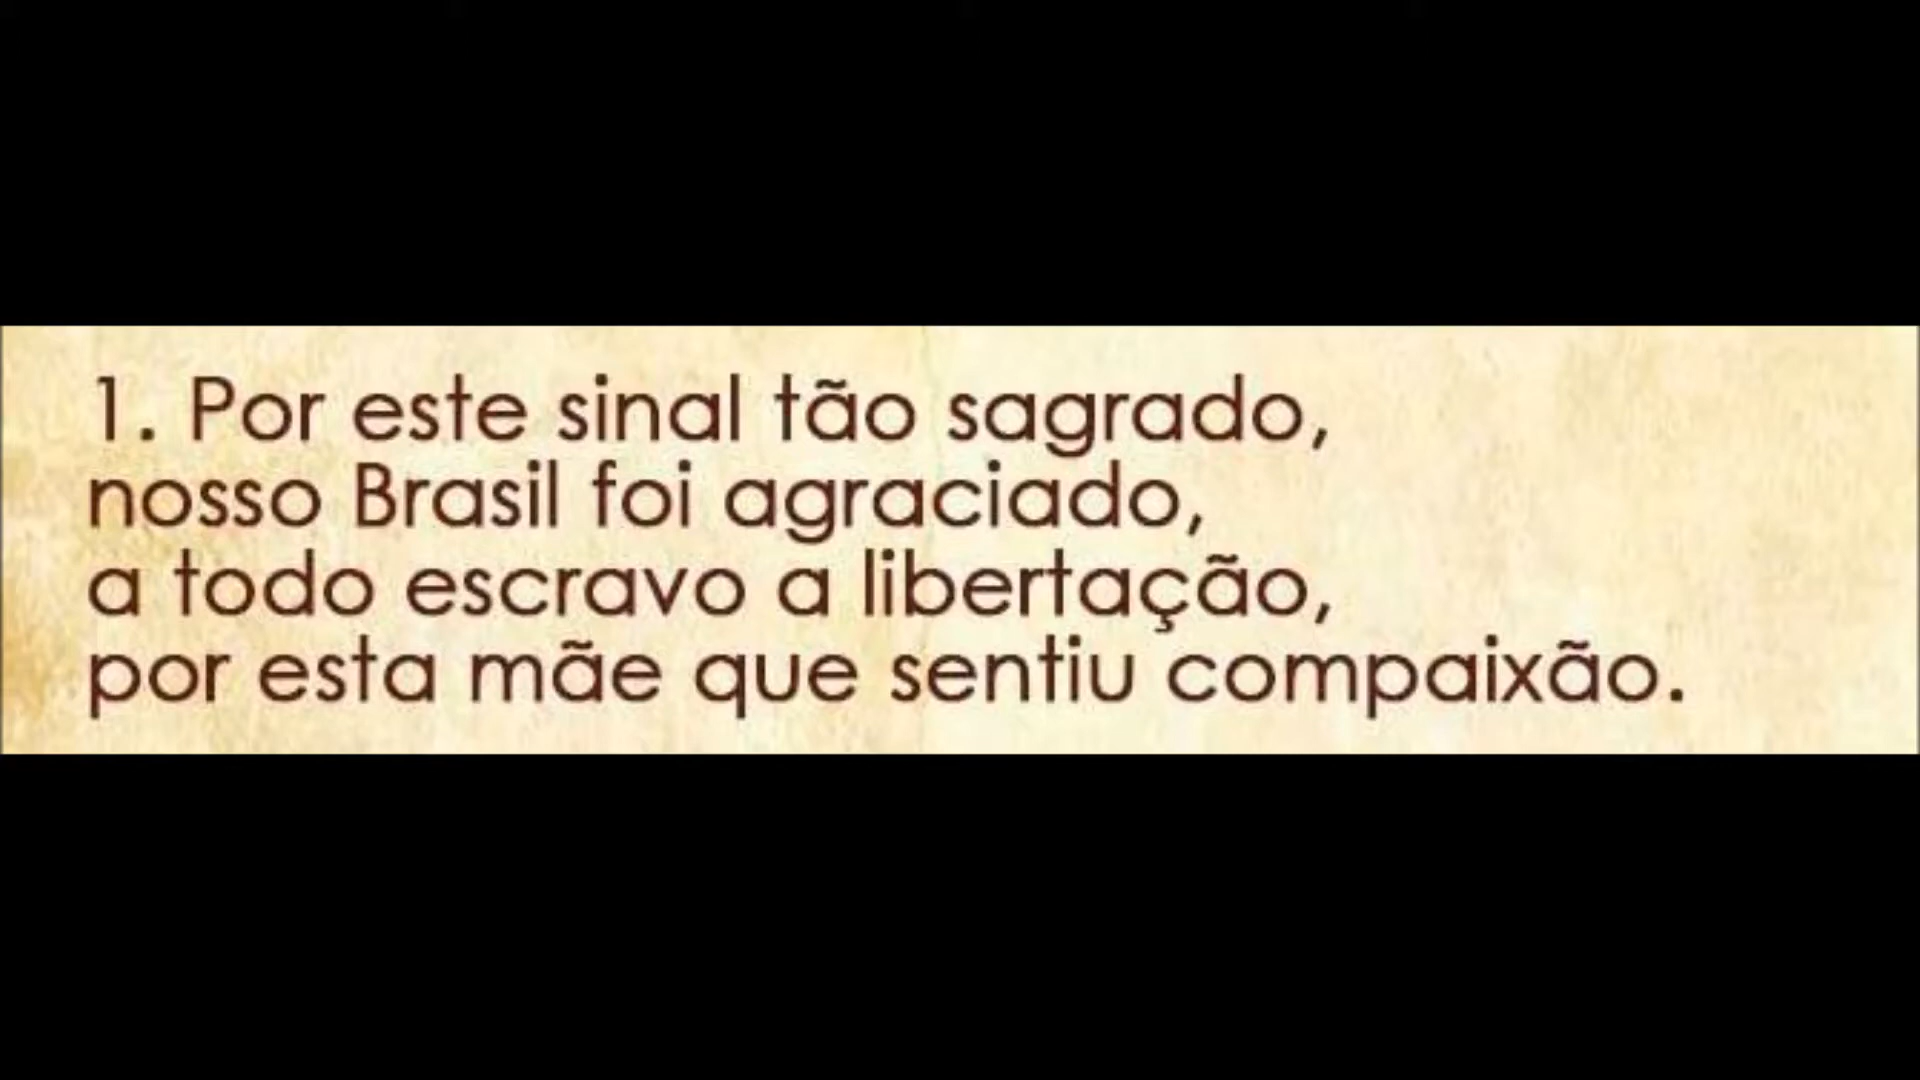 1. Por este sinal tão sagrado,
nosso Brasil foi agraciado,
a todo escravo a libertação,
por esta mãe que sentiu compaixão.